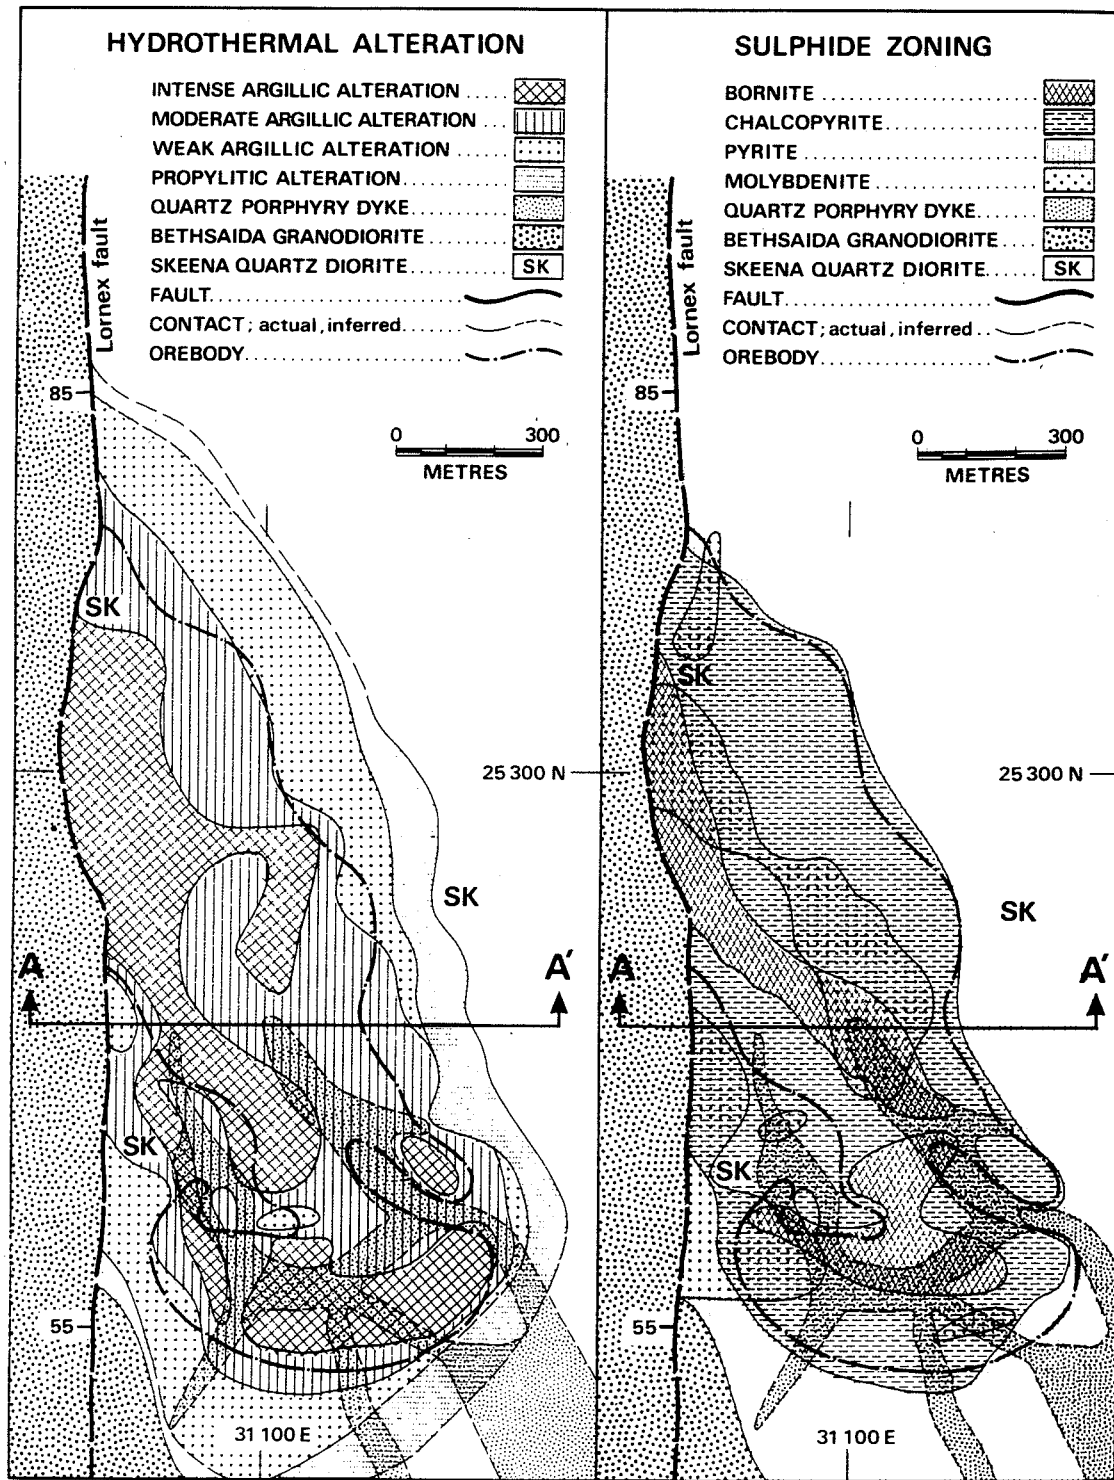 HYDROTHERMAL ALTERATION
INTENSE ARGILLIC ALTERATION .....
MODERATE ARGILLIC ALTERATION ...
WEAK ARGILLIC ALTERATION ......
PROPYLITIC ALTERATION..........
QUARTZ PORPHYRY DYKE.........
BETHSAIDA GRANODIORITE.......
SKEENA QUARTZ DIORITE......... SK
FAULT............................
CONTACT; actual, inferred........
OREBODY........................
Lornex fault
85
0 300
METRES
SK
25 300 N
SK
A A′
SK
55
31 100 E
SULPHIDE ZONING
BORNITE ........................
CHALCOPYRITE.................
PYRITE ..........................
MOLYBDENITE ..................
QUARTZ PORPHYRY DYKE........
BETHSAIDA GRANODIORITE......
SKEENA QUARTZ DIORITE........ SK
FAULT............................
CONTACT; actual, inferred ..
OREBODY........................
Lornex fault
85
0 300
METRES
SK
25 300 N
SK
A A′
SK
55
31 100 E